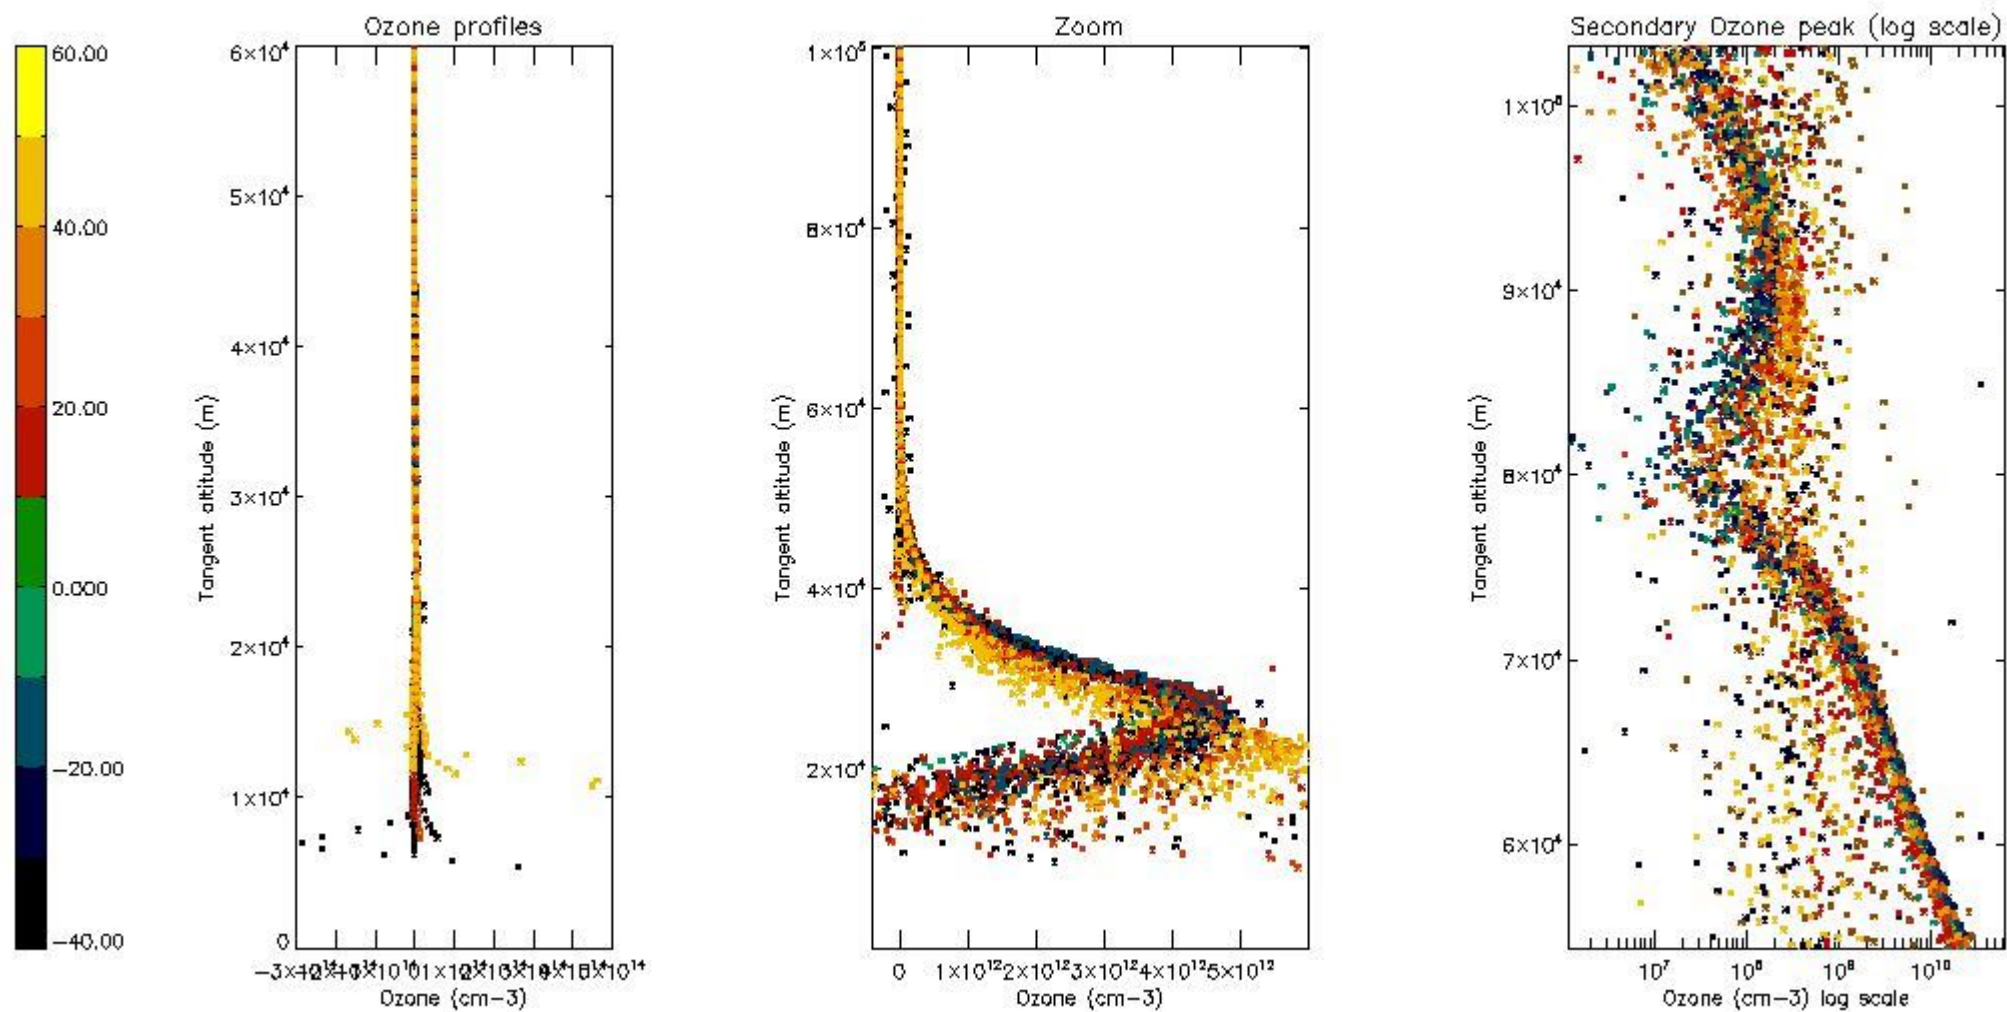 Ozone profiles
Zoom
Secondary Ozone peak (log scale)
60.00
40.00
20.00
0.000
−20.00
−40.00
6×10⁴
5×10⁴
4×10⁴
3×10⁴
2×10⁴
1×10⁴
0
Tangent altitude (m)
Ozone (cm−3)
1×10⁵
8×10⁴
6×10⁴
4×10⁴
2×10⁴
Tangent altitude (m)
0 1×10¹² 2×10¹² 3×10¹² 4×10¹² 5×10¹²
Ozone (cm−3)
9×10⁴
8×10⁴
7×10⁴
6×10⁴
Tangent altitude (m)
10⁷ 10¹⁰
Ozone (cm−3) log scale